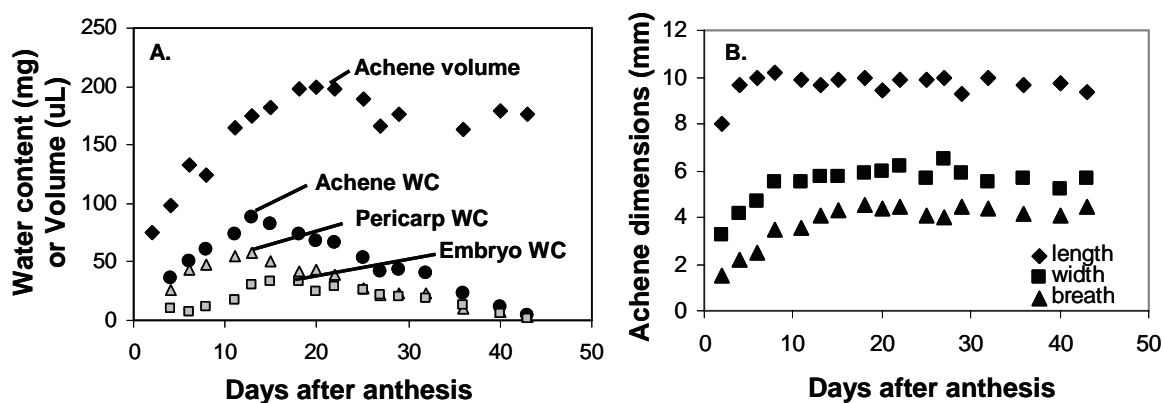 A.
Water content (mg)
or Volume (uL)
250
200
150
100
50
0
Achene volume
Achene WC
Pericarp WC
Embryo WC
0 10 20 30 40 50
Days after anthesis
B.
Achene dimensions (mm)
12
10
8
6
4
2
0
length
width
breath
0 10 20 30 40 50
Days after anthesis